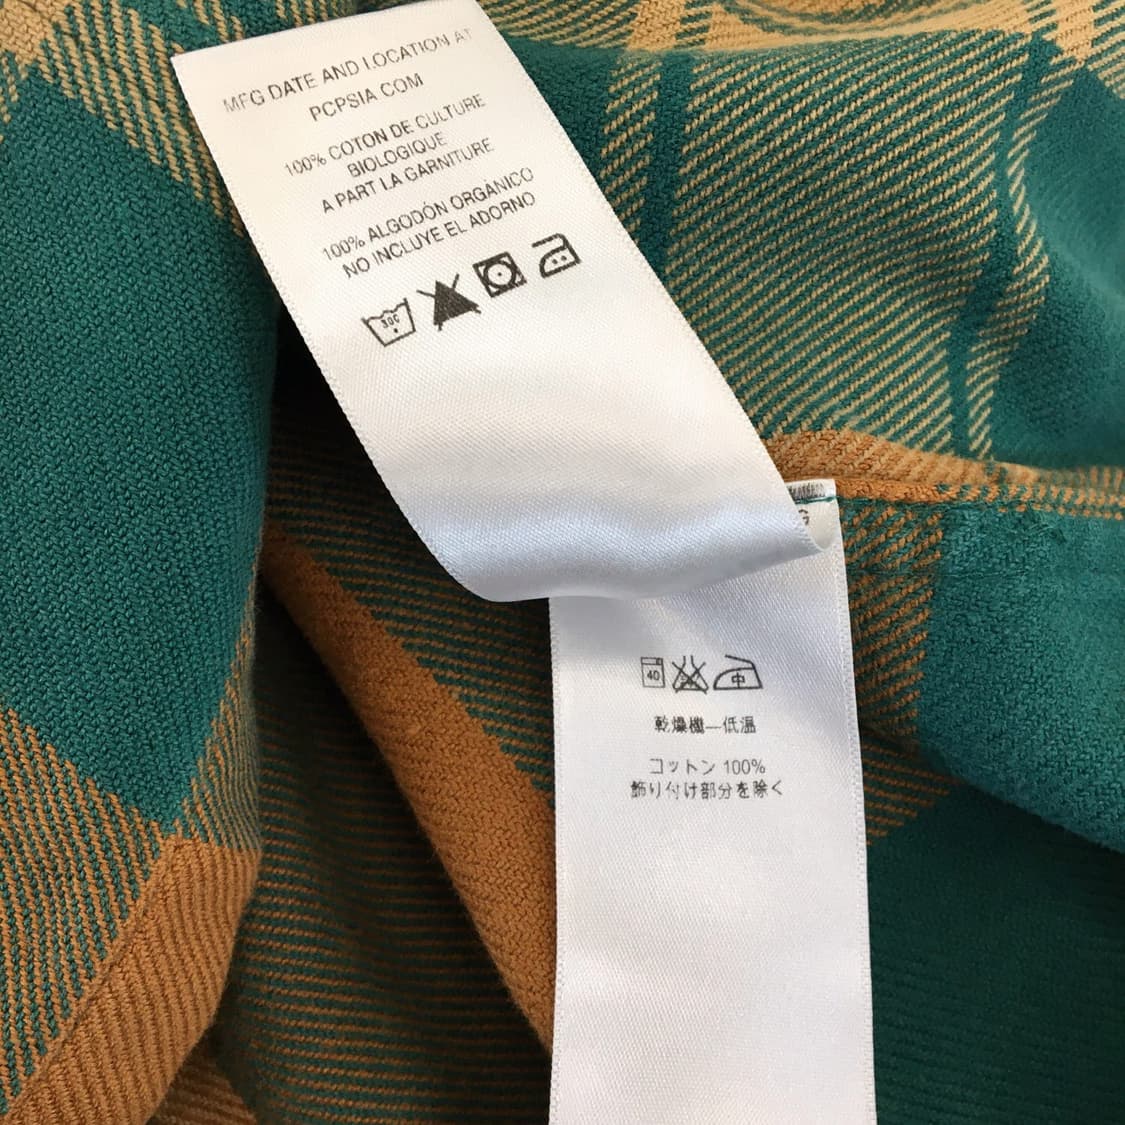 MFG DATE AND LOCATION AT
PCPSIA COM
100% COTON DE CULTURE
BIOLOGIQUE
A PART LA GARNITURE
100% ALGODÓN ORGÁNICO
NO INCLUYE EL ADORNO
30C
40
中
乾燥機—低温
コットン 100%
飾り付け部分を除く